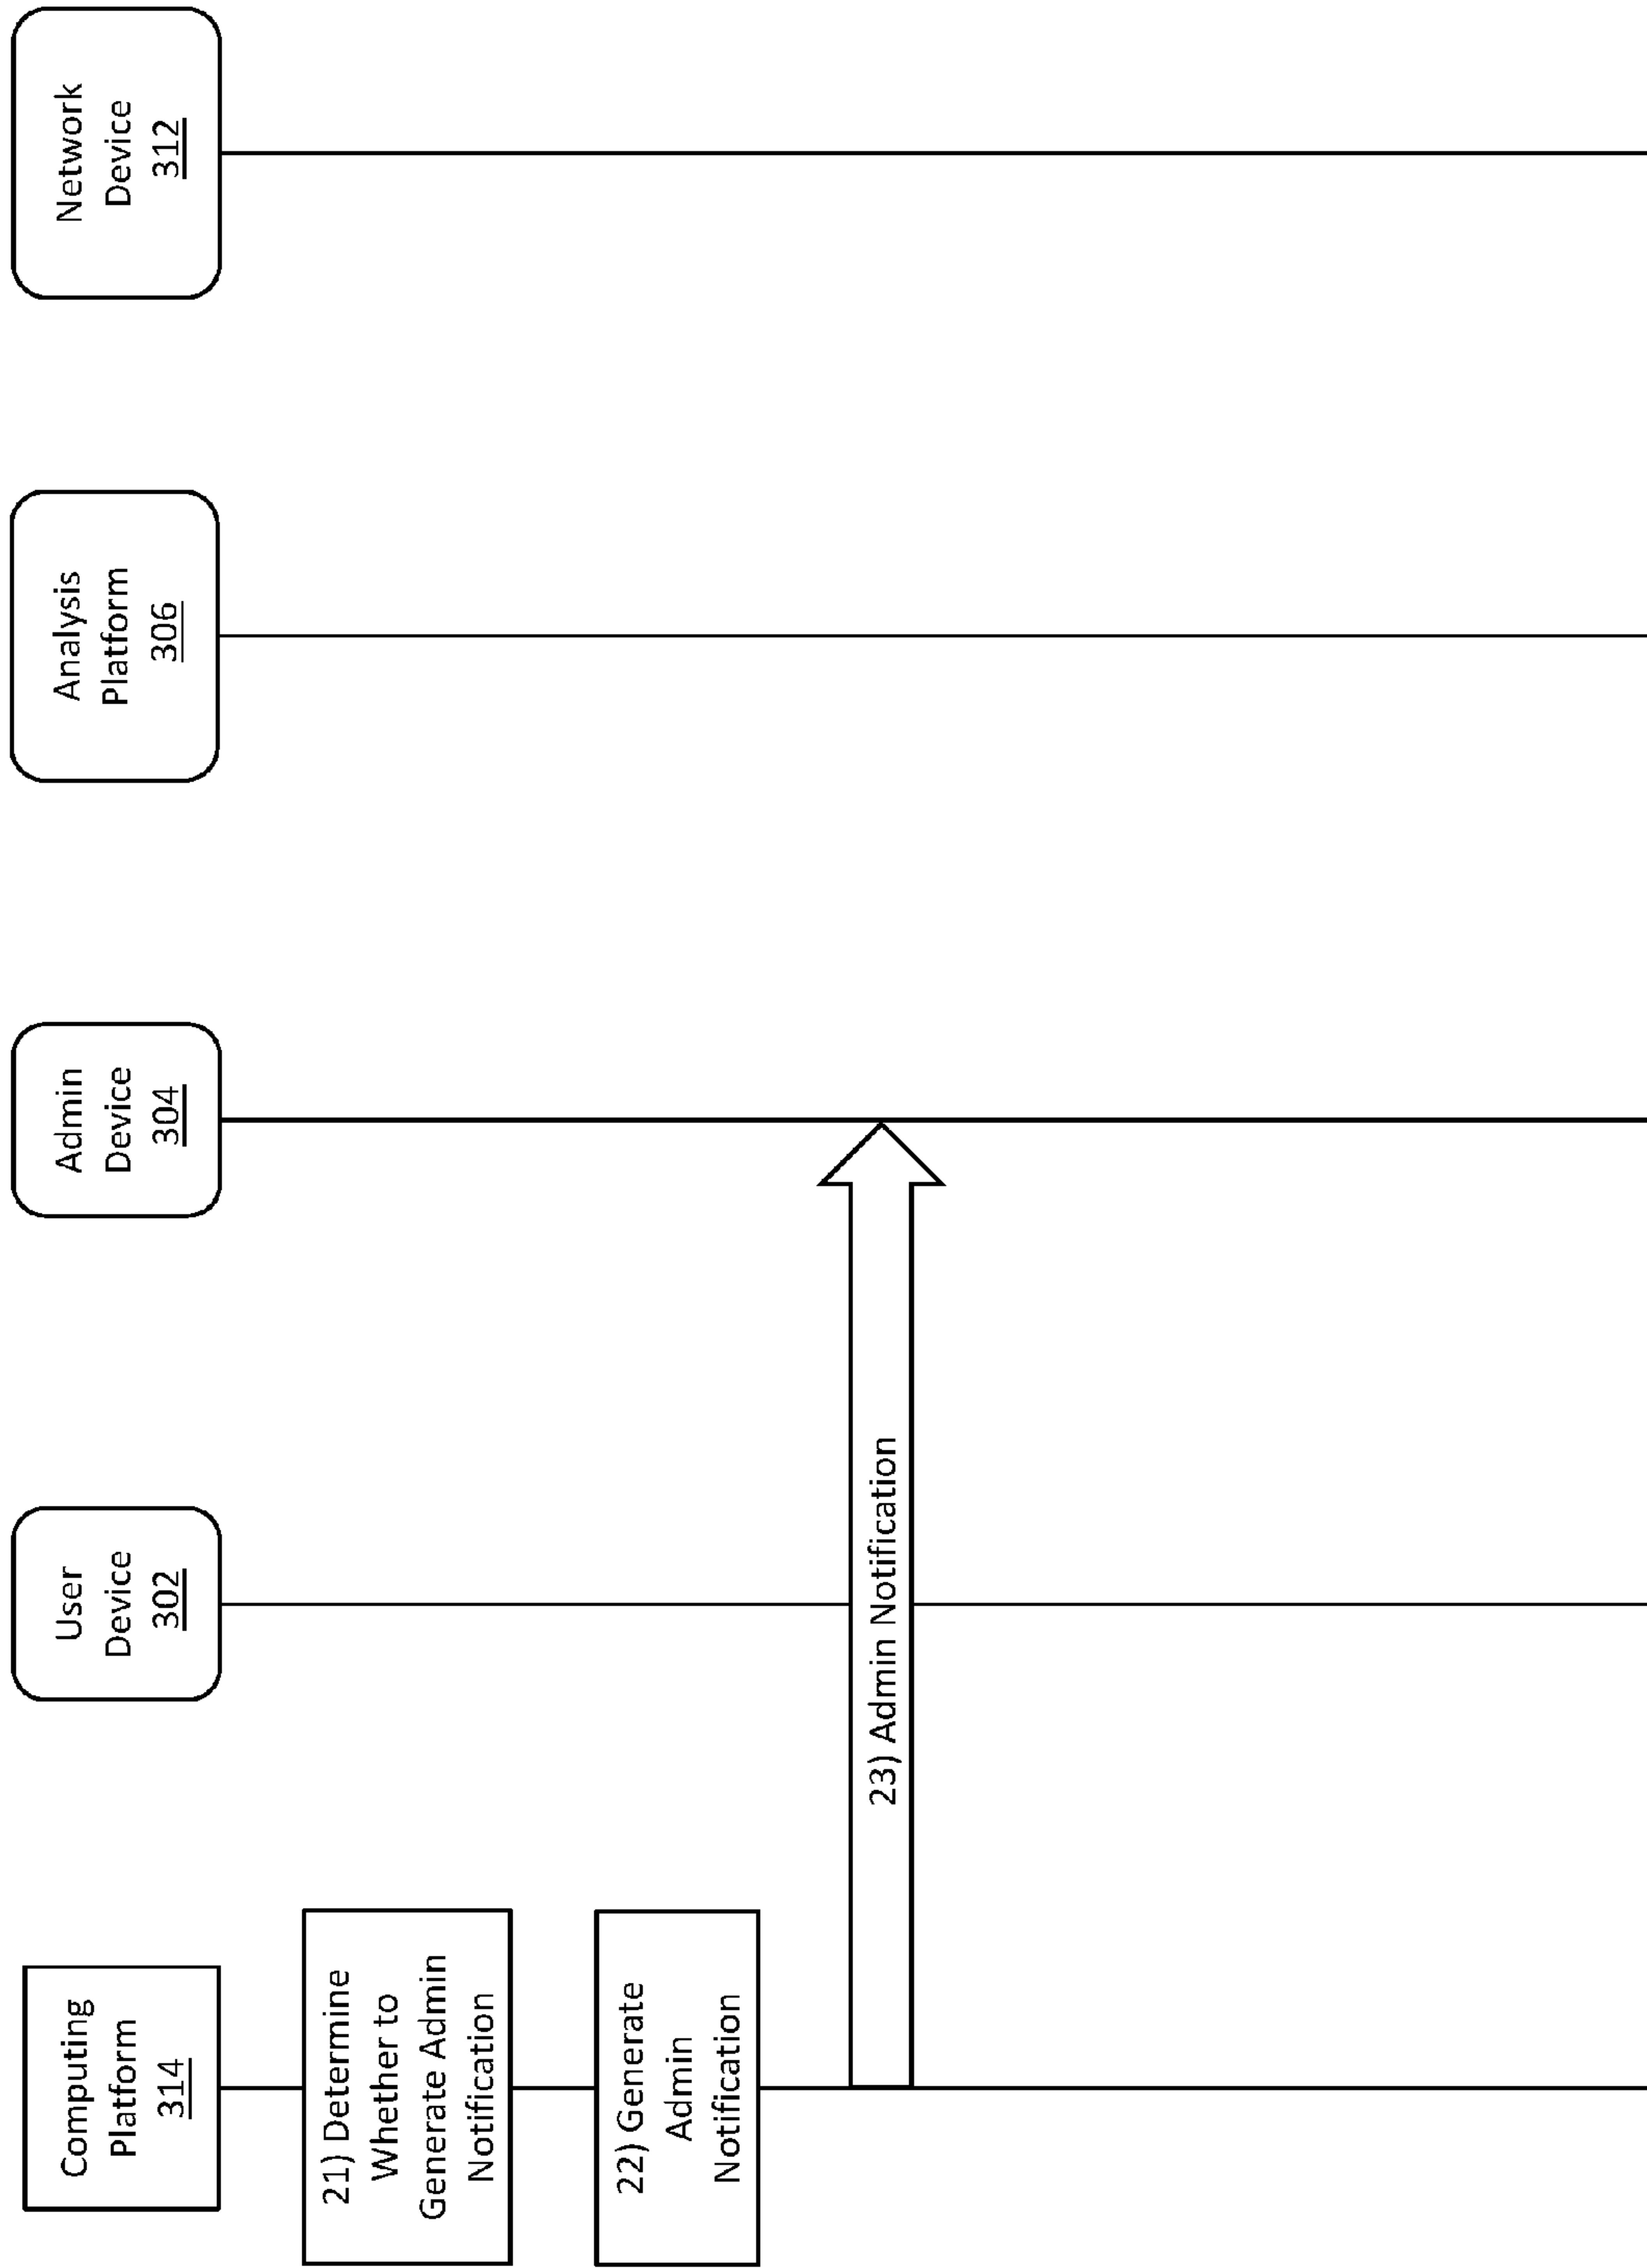 Computing
Platform
314
User
Device
302
Admin
Device
304
Analysis
Platform
306
Network
Device
312
21) Determine
Whether to
Generate Admin
Notification
22) Generate
Admin
Notification
23) Admin Notification